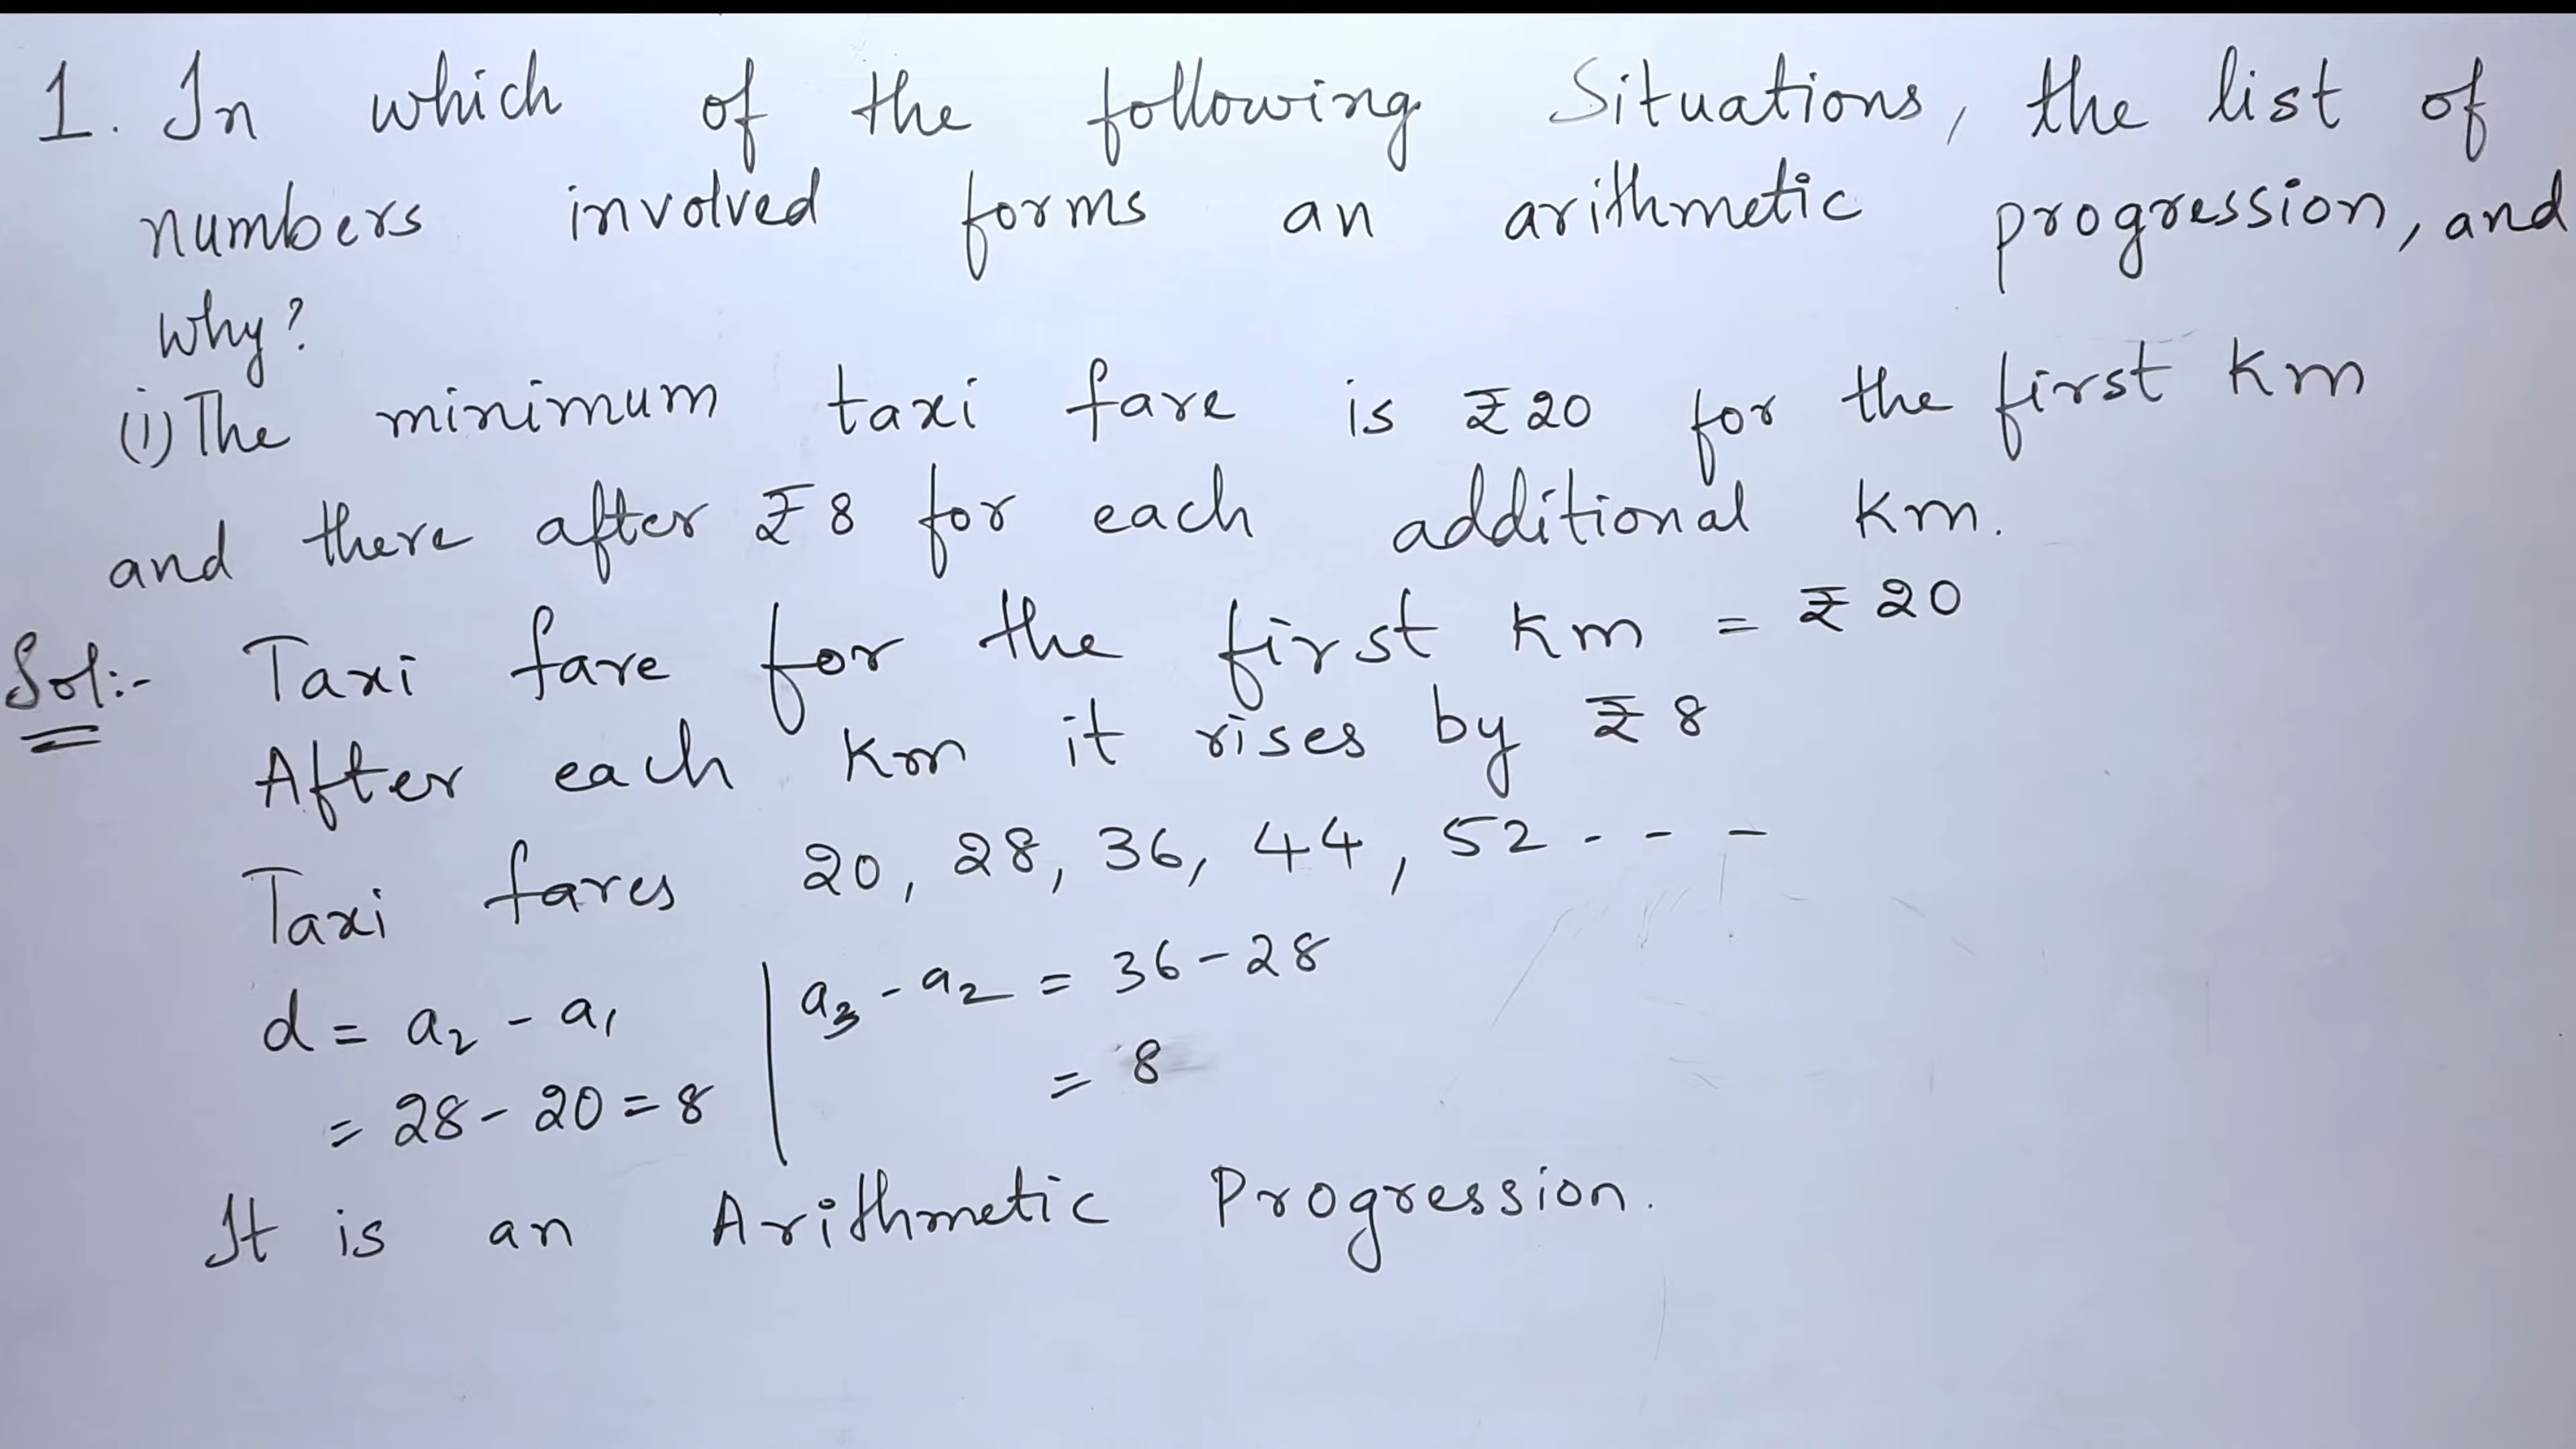 1. In which of the following Situations, the list of
numbers involved forms an arithmetic progression, and
why?
(i) The minimum taxi fare is ₹20 for the first Km
and there after ₹8 for each additional Km.
Sol:- Taxi fare for the first Km = ₹20
After each Km it rises by ₹8
Taxi fares 20, 28, 36, 44, 52 - - -
d = a₂ - a₁ | a₃ - a₂ = 36 - 28
= 28 - 20 = 8 | = 8
It is an Arithmetic Progression.